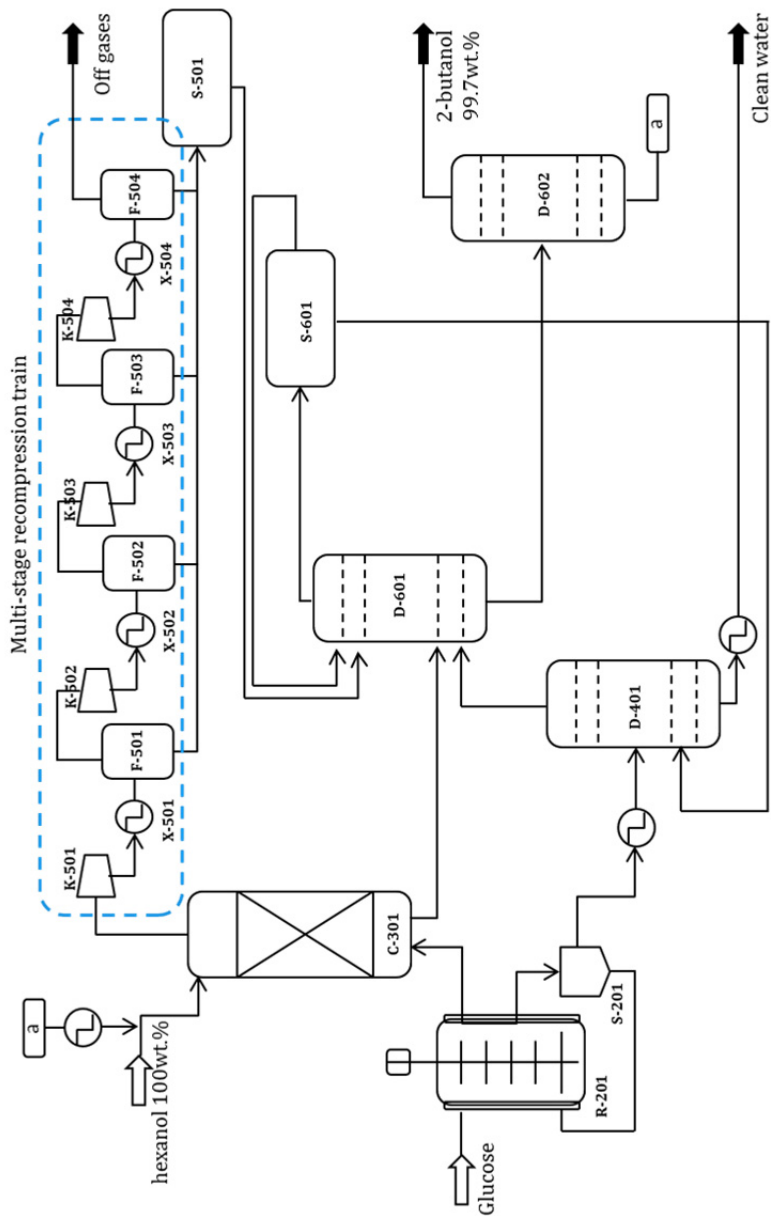 Multi-stage recompression train
Off gases
K-501
X-501
F-501
K-502
X-502
F-502
K-503
X-503
F-503
K-504
X-504
F-504
S-501
a
hexanol 100wt.%
C-301
D-601
S-601
2-butanol
99.7wt.%
D-602
a
Glucose
R-201
S-201
D-401
Clean water